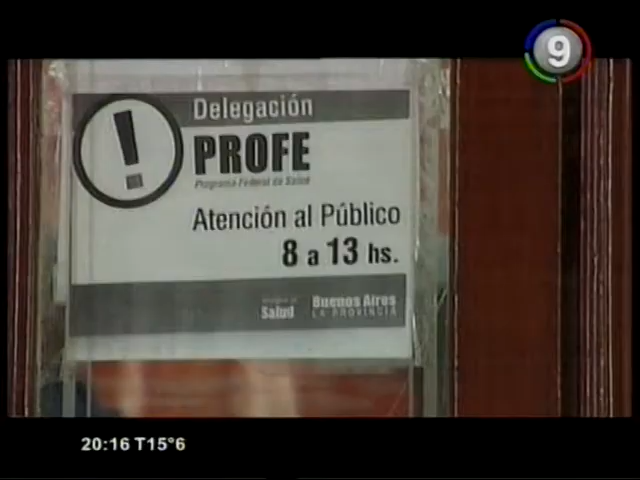 9
Delegación
PROFE
Programa Federal de Salud
Atención al Público
8 a 13 hs.
Salud
Buenos Aires
LA PROVINCIA
20:16 T15°6